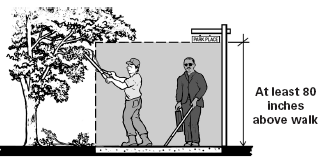 PARK PLACE
At least 80
inches
above walk